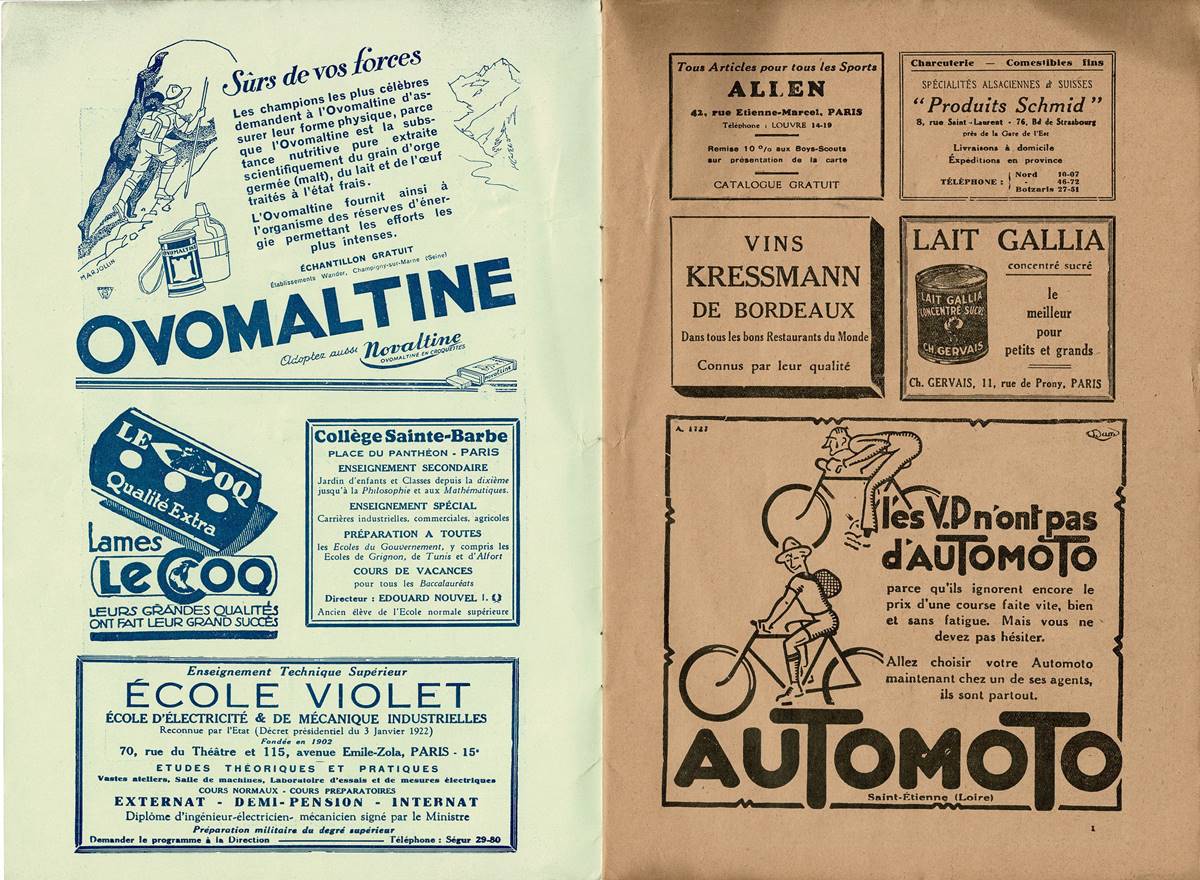 Sûrs de vos forces
Les champions les plus célèbres
demandent à l'Ovomaltine d'as-
surer leur forme physique, parce
que l'Ovomaltine est la subs-
tance nutritive pure extraite
scientifiquement du grain d'orge
germée (malt), du lait et de l'œuf
traités à l'état frais.
L'Ovomaltine fournit ainsi à
l'organisme des réserves d'éner-
gie permettant les efforts les
plus intenses.
ÉCHANTILLON GRATUIT
Établissements Wander, Champigny-sur-Marne (Seine)
MARJOLLIN
OVOMALTINE
OVOMALTINE
Adoptez aussi Novaltine
OVOMALTINE EN CROQUETTES
novaltine
LE COQ
Qualité Extra
Lames
LE COQ
LEURS GRANDES QUALITÉS
ONT FAIT LEUR GRAND SUCCÈS
Collège Sainte-Barbe
PLACE DU PANTHÉON - PARIS
ENSEIGNEMENT SECONDAIRE
Jardin d'enfants et Classes depuis la dixième
jusqu'à la Philosophie et aux Mathématiques.
ENSEIGNEMENT SPÉCIAL
Carrières industrielles, commerciales, agricoles
PRÉPARATION A TOUTES
les Ecoles du Gouvernement, y compris les
Ecoles de Grignon, de Tunis et d'Alfort
COURS DE VACANCES
pour tous les Baccalauréats
Directeur : EDOUARD NOUVEL I.
Ancien élève de l'Ecole normale supérieure
Enseignement Technique Supérieur
ÉCOLE VIOLET
ÉCOLE D'ÉLECTRICITÉ & DE MÉCANIQUE INDUSTRIELLES
Reconnue par l'Etat (Décret présidentiel du 3 Janvier 1922)
Fondée en 1902
70, rue du Théâtre et 115, avenue Emile-Zola, PARIS - 15e
ETUDES THÉORIQUES ET PRATIQUES
Vastes ateliers, Salle de machines, Laboratoire d'essais et de mesures électriques
COURS NORMAUX - COURS PREPARATOIRES
EXTERNAT - DEMI-PENSION - INTERNAT
Diplôme d'ingénieur-électricien- mécanicien signé par le Ministre
Préparation militaire du degré supérieur
Demander le programme à la Direction Téléphone : Ségur 29-80
Tous Articles pour tous les Sports
ALLEN
42, rue Etienne-Marcel, PARIS
Téléphone : LOUVRE 14-19
Remise 10 % aux Boys-Scouts
sur présentation de la carte
CATALOGUE GRATUIT
Charcuterie — Comestibles fins
SPÉCIALITÉS ALSACIENNES & SUISSES
"Produits Schmid"
8, rue Saint-Laurent - 76, Bd de Strasbourg
près de la Gare de l'Est
Livraisons à domicile
Expéditions en province
TÉLÉPHONE : Nord 10-07
- 46-72
Botzaris 27-51
VINS
KRESSMANN
DE BORDEAUX
Dans tous les bons Restaurants du Monde
Connus par leur qualité
LAIT GALLIA
concentré sucré
LAIT GALLIA
CONCENTRÉ SUCRÉ
CH. GERVAIS
le
meilleur
pour
petits et grands
Ch. GERVAIS, 11, rue de Prony, PARIS
A. 1727
Dam
les V.P n'ont pas
d'AUTOMOTO
parce qu'ils ignorent encore le
prix d'une course faite vite, bien
et sans fatigue. Mais vous ne
devez pas hésiter.
Allez choisir votre Automoto
maintenant chez un de ses agents,
ils sont partout.
AUTOMOTO
Saint-Étienne (Loire)
1